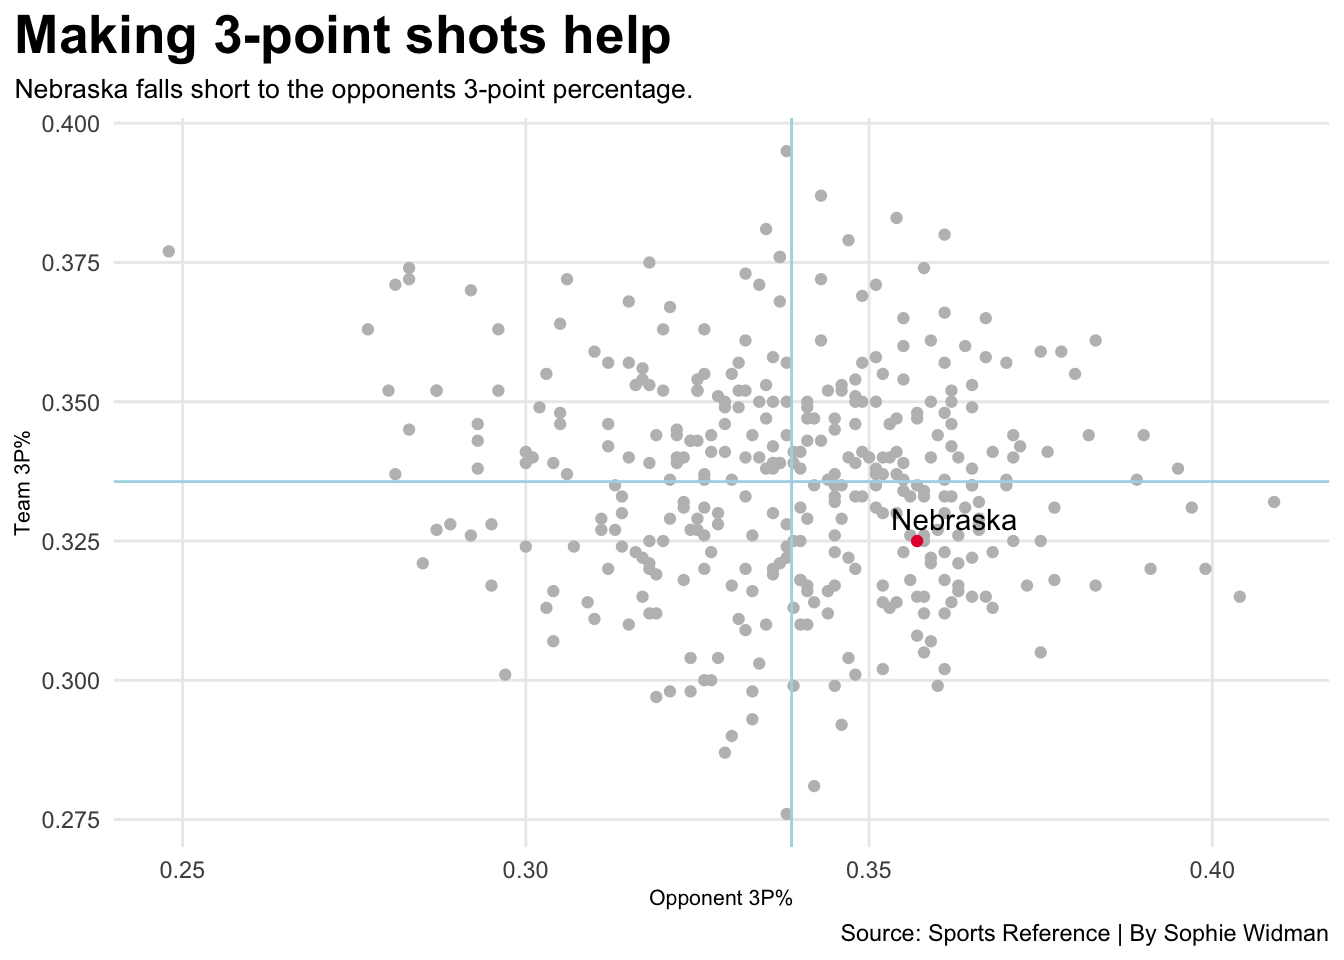 Making 3-point shots help
Nebraska falls short to the opponents 3-point percentage.
0.400
0.375
0.350
0.325
0.300
0.275
Team 3P%
Nebraska
0.25 0.30 0.35 0.40
Opponent 3P%
Source: Sports Reference | By Sophie Widman